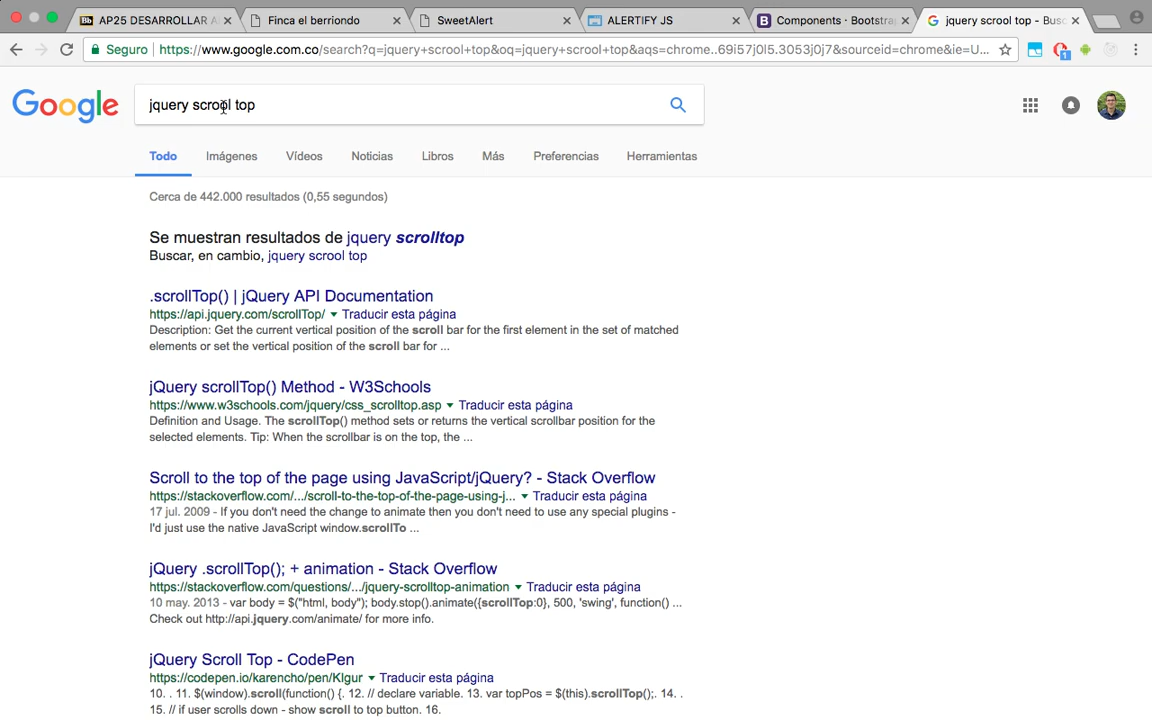 AP25 DESARROLLAR A
Finca el berriondo
SweetAlert
ALERTIFY JS
Components · Bootstrap
jquery scrool top - Bus
Seguro
https://www.google.com.co/search?q=jquery+scrool+top&oq=jquery+scrool+top&aqs=chrome..69i57j0l5.3053j0j7&sourceid=chrome&ie=U...
1
Google
jquery scrool top
Todo
Imágenes
Vídeos
Noticias
Libros
Más
Preferencias
Herramientas
Cerca de 442.000 resultados (0,55 segundos)
Se muestran resultados de jquery scrolltop
Buscar, en cambio, jquery scrool top
.scrollTop() | jQuery API Documentation
https://api.jquery.com/scrollTop/ ▾ Traducir esta página
Description: Get the current vertical position of the scroll bar for the first element in the set of matched
elements or set the vertical position of the scroll bar for ...
jQuery scrollTop() Method - W3Schools
https://www.w3schools.com/jquery/css_scrolltop.asp ▾ Traducir esta página
Definition and Usage. The scrollTop() method sets or returns the vertical scrollbar position for the
selected elements. Tip: When the scrollbar is on the top, the ...
Scroll to the top of the page using JavaScript/jQuery? - Stack Overflow
https://stackoverflow.com/.../scroll-to-the-top-of-the-page-using-j... ▾ Traducir esta página
17 jul. 2009 - If you don't need the change to animate then you don't need to use any special plugins -
I'd just use the native JavaScript window.scrollTo ...
jQuery .scrollTop(); + animation - Stack Overflow
https://stackoverflow.com/questions/.../jquery-scrolltop-animation ▾ Traducir esta página
10 may. 2013 - var body = $("html, body"); body.stop().animate({scrollTop:0}, 500, 'swing', function() ...
Check out http://api.jquery.com/animate/ for more info.
jQuery Scroll Top - CodePen
https://codepen.io/karencho/pen/KIgur ▾ Traducir esta página
10. . 11. $(window).scroll(function() {. 12. // declare variable. 13. var topPos = $(this).scrollTop();. 14. .
15. // if user scrolls down - show scroll to top button. 16.